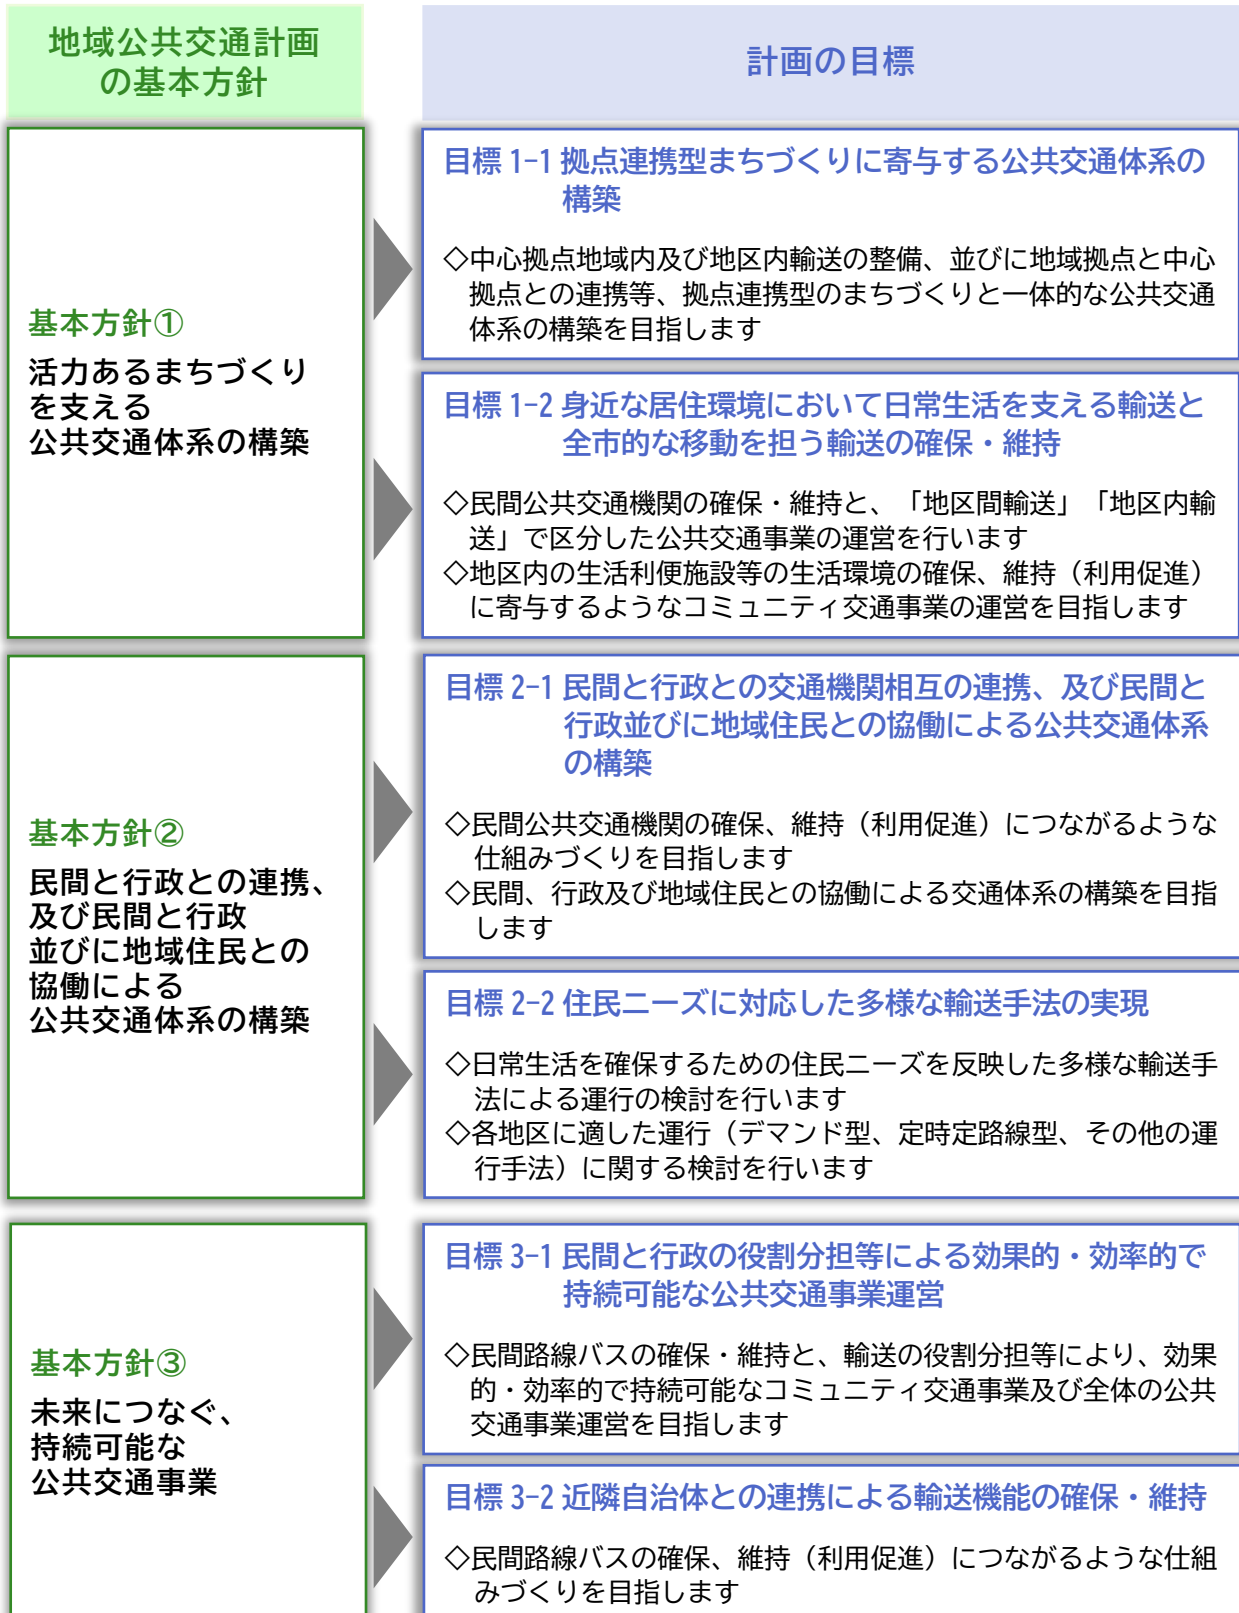 地域公共交通計画
の基本方針
計画の目標
基本方針①
活力あるまちづくり
を支える
公共交通体系の構築
目標 1-1 拠点連携型まちづくりに寄与する公共交通体系の
構築
◇中心拠点地域内及び地区内輸送の整備、並びに地域拠点と中心
拠点との連携等、拠点連携型のまちづくりと一体的な公共交通
体系の構築を目指します
目標 1-2 身近な居住環境において日常生活を支える輸送と
全市的な移動を担う輸送の確保・維持
◇民間公共交通機関の確保・維持と、「地区間輸送」「地区内輸
送」で区分した公共交通事業の運営を行います
◇地区内の生活利便施設等の生活環境の確保、維持（利用促進）
に寄与するようなコミュニティ交通事業の運営を目指します
基本方針②
民間と行政との連携、
及び民間と行政
並びに地域住民との
協働による
公共交通体系の構築
目標 2-1 民間と行政との交通機関相互の連携、及び民間と
行政並びに地域住民との協働による公共交通体系
の構築
◇民間公共交通機関の確保、維持（利用促進）につながるような
仕組みづくりを目指します
◇民間、行政及び地域住民との協働による交通体系の構築を目指
します
目標 2-2 住民ニーズに対応した多様な輸送手法の実現
◇日常生活を確保するための住民ニーズを反映した多様な輸送手
法による運行の検討を行います
◇各地区に適した運行（デマンド型、定時定路線型、その他の運
行手法）に関する検討を行います
基本方針③
未来につなぐ、
持続可能な
公共交通事業
目標 3-1 民間と行政の役割分担等による効果的・効率的で
持続可能な公共交通事業運営
◇民間路線バスの確保・維持と、輸送の役割分担等により、効果
的・効率的で持続可能なコミュニティ交通事業及び全体の公共
交通事業運営を目指します
目標 3-2 近隣自治体との連携による輸送機能の確保・維持
◇民間路線バスの確保、維持（利用促進）につながるような仕組
みづくりを目指します